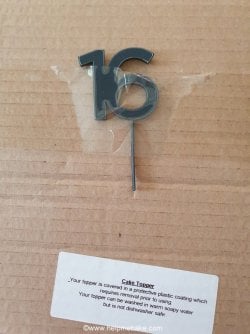 16
Cake Topper
Your topper is covered in a protective plastic coating which
requires removal prior to using.
Your topper can be washed in warm soapy water
but is not dishwasher safe.
©www.helpmebake.com